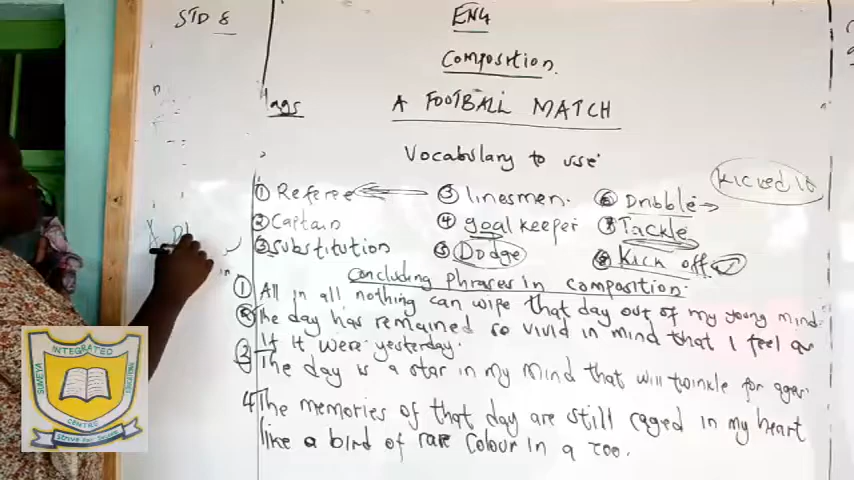 STD 8
ENG
Composition.
A FOOTBALL MATCH
Vocabulary to use
Kicked it
① Referee ③ linesmen. ⑥ Dribble →
② Captain ④ goal keeper ⑦ Tackle
③ substitution ⑤ Dodge ⑧ Kick off ✓
Concluding Phrases in composition:
① All in all nothing can wipe that day out of my young mind.
② The day has remained so vivid in mind that I feel as
if it were yesterday.
③ The day is a star in my mind that will twinkle for ages.
4 The memories of that day are still caged in my heart
like a bird of rare colour in a zoo.
SUNEYA INTEGRATED EDUCATIONAL
CENTRE